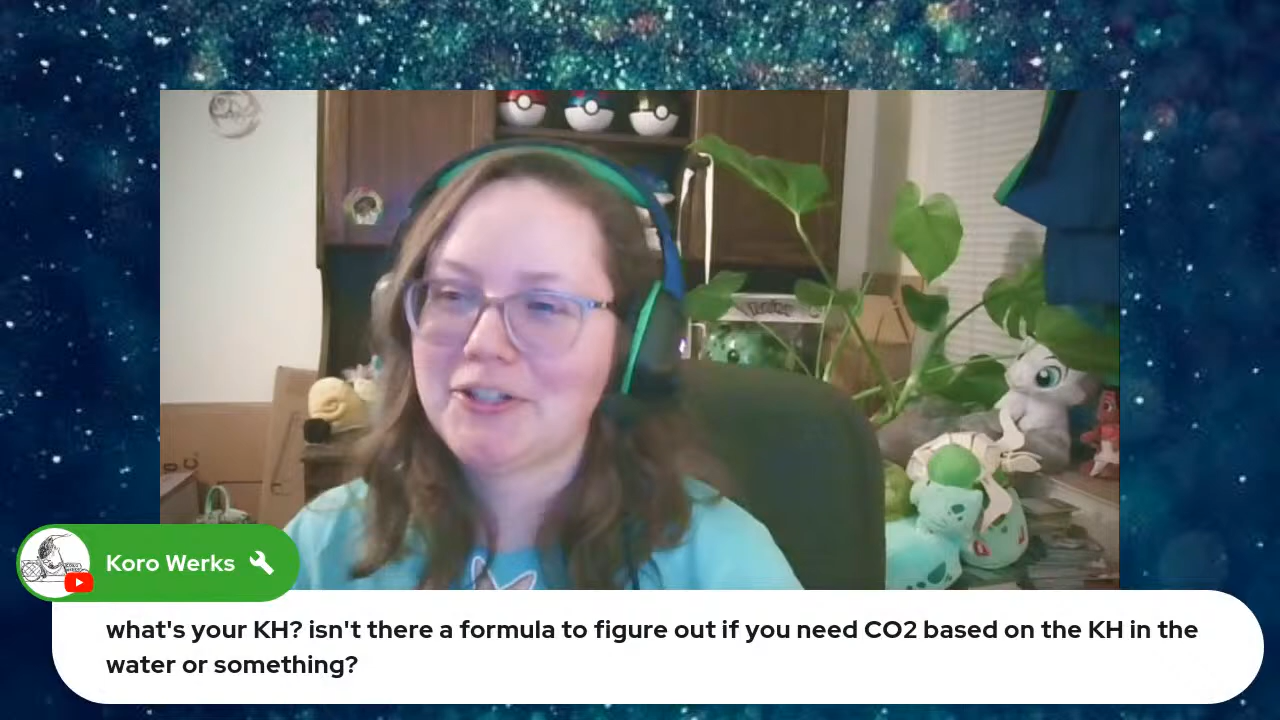 Koro Werks
what's your KH? isn't there a formula to figure out if you need CO2 based on the KH in the
water or something?